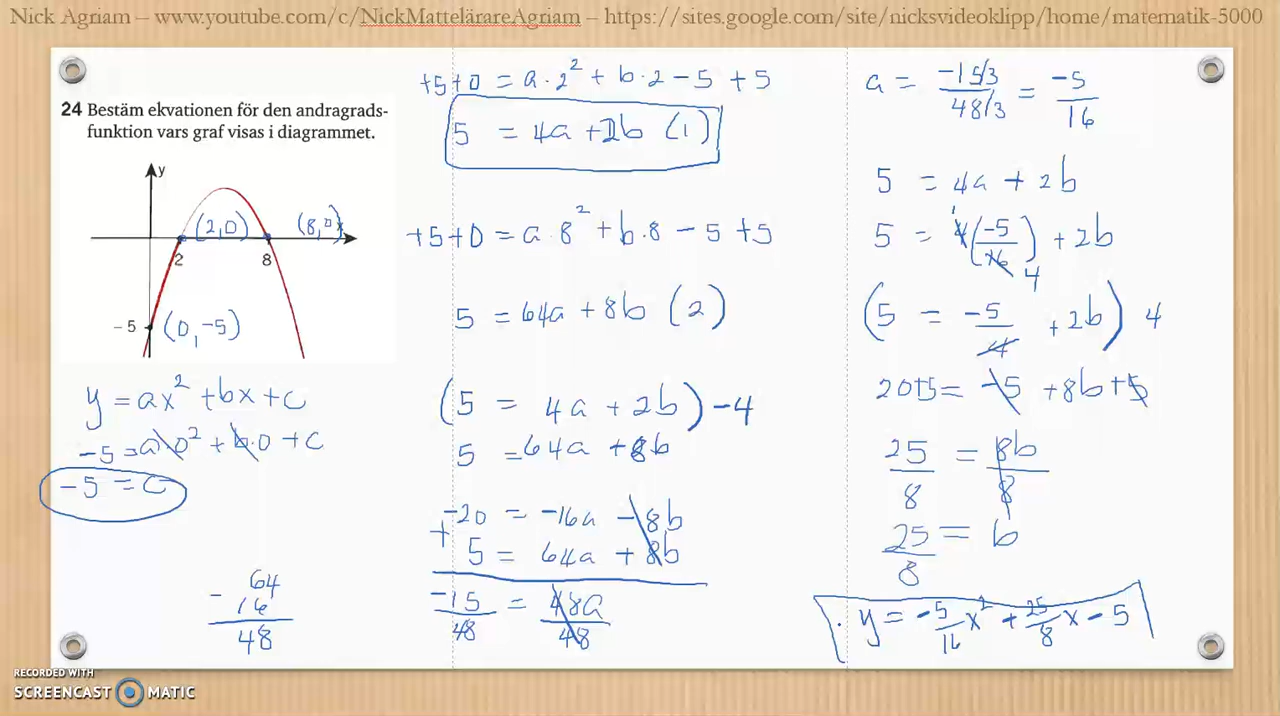 Nick Agriam – www.youtube.com/c/NickMattelärareAgriam – https://sites.google.com/site/nicksvideoklipp/home/matematik-5000
24 Bestäm ekvationen för den andragrads-
funktion vars graf visas i diagrammet.
y
(2,0) (8,0) x
2 8
-5 (0,-5)
y = ax² + bx + c
-5 = a·0² + b·0 + c
-5 = c
64
- 16
48
+5+0 = a·2² + b·2 - 5 + 5
5 = 4a + 2b (1)
+5+0 = a·8² + b·8 - 5 + 5
5 = 64a + 8b (2)
(5 = 4a + 2b) -4
5 = 64a + 8b
-20 = -16a - 8b
+ 5 = 64a + 8b
-15/48 = 48a/48
a = -15/3 / 48/3 = -5/16
5 = 4a + 2b
5 = 4(-5/16) + 2b
1 4
(5 = -5/4 + 2b) 4
20+5 = -5 + 8b + 5
25/8 = 8b/8
25/8 = b
y = -5/16 x² + 25/8 x - 5
RECORDED WITH
SCREENCAST MATIC